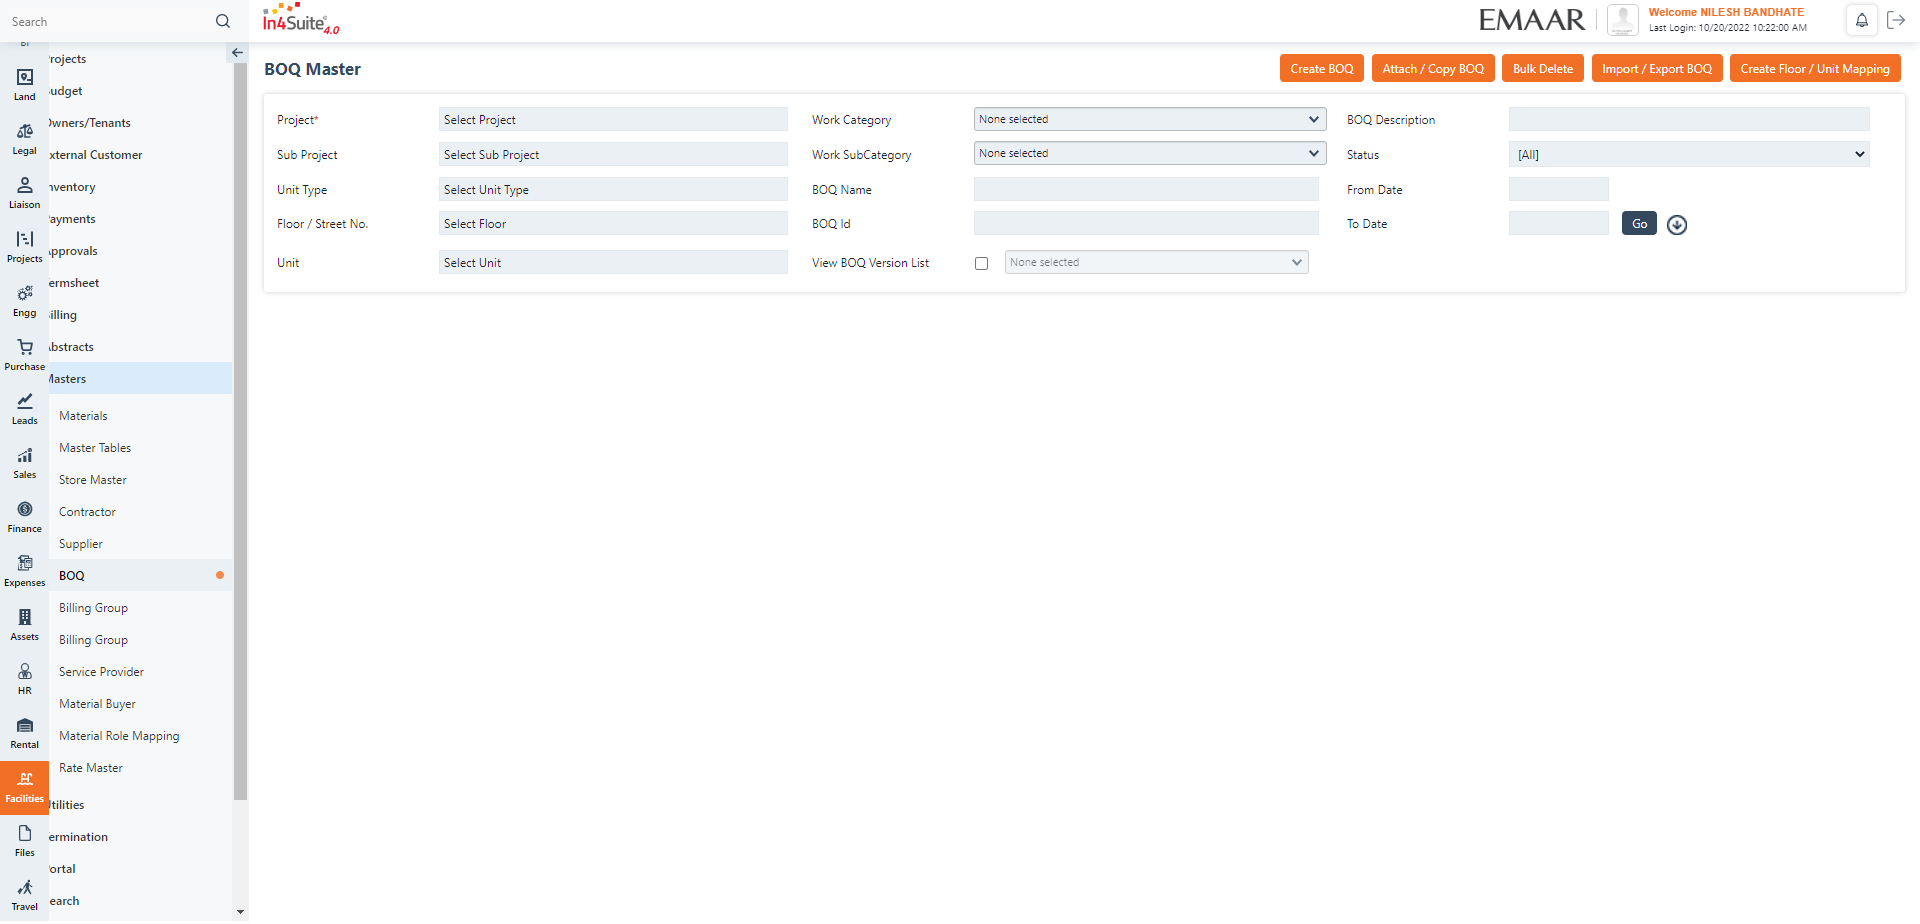 Search
In4Suite 4.0
EMAAR
Welcome NILESH BANDHATE
Last Login: 10/20/2022 10:22:00 AM
Land
Legal
Liaison
Projects
Engg
Purchase
Leads
Sales
Finance
Expenses
Assets
HR
Rental
Facilities
Files
Travel
rojects
udget
wners/Tenants
xternal Customer
nventory
ayments
pprovals
ermsheet
illing
Abstracts
Masters
Materials
Master Tables
Store Master
Contractor
Supplier
BOQ
Billing Group
Billing Group
Service Provider
Material Buyer
Material Role Mapping
Rate Master
tilities
ermination
ortal
earch
BOQ Master
Create BOQ
Attach / Copy BOQ
Bulk Delete
Import / Export BOQ
Create Floor / Unit Mapping
Project* Select Project Work Category None selected BOQ Description
Sub Project Select Sub Project Work SubCategory None selected Status [All]
Unit Type Select Unit Type BOQ Name From Date
Floor / Street No. Select Floor BOQ Id To Date Go
Unit Select Unit View BOQ Version List None selected